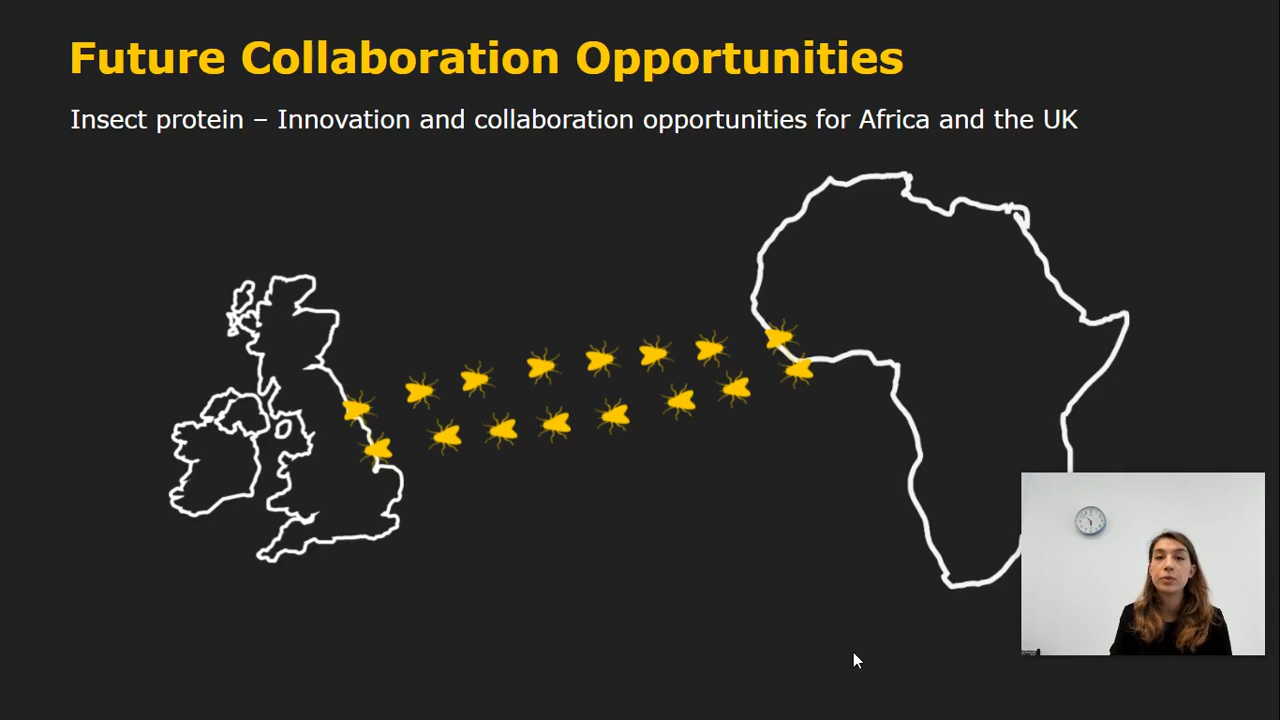 Future Collaboration Opportunities
Insect protein – Innovation and collaboration opportunities for Africa and the UK